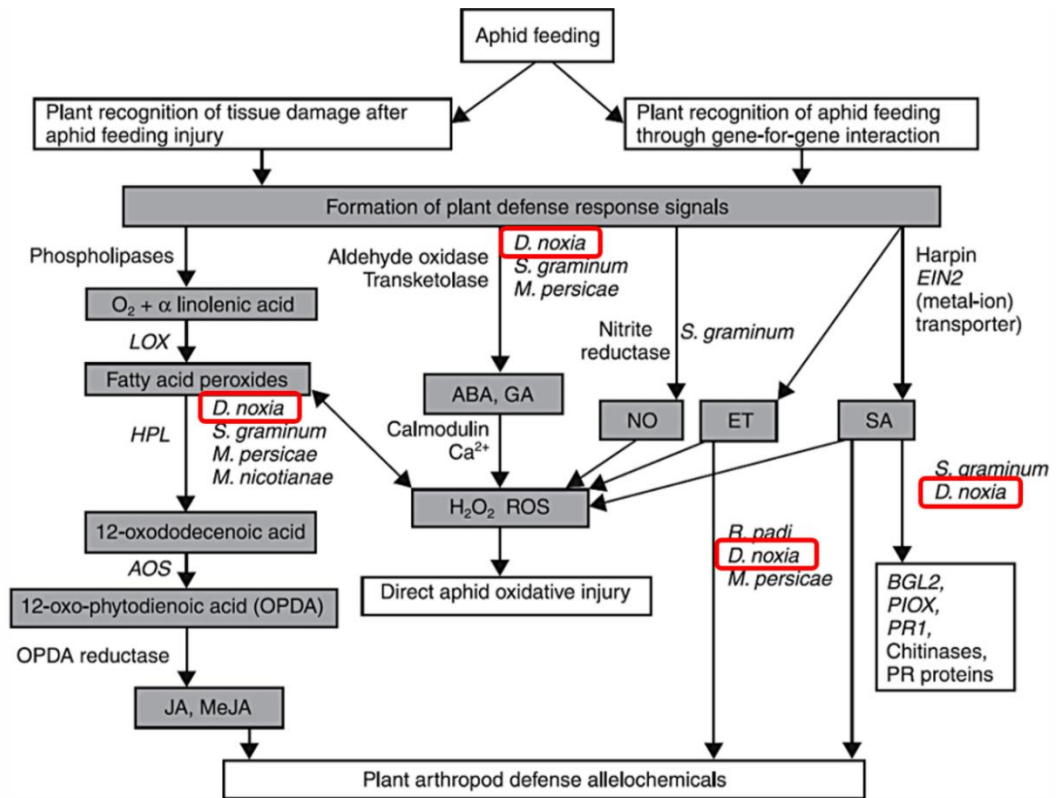 Aphid feeding
Plant recognition of tissue damage after
aphid feeding injury
Plant recognition of aphid feeding
through gene-for-gene interaction
Formation of plant defense response signals
Phospholipases
Aldehyde oxidase
Transketolase
D. noxia
S. graminum
M. persicae
Nitrite
reductase
S. graminum
Harpin
EIN2
(metal-ion)
transporter)
O₂ + α linolenic acid
LOX
Fatty acid peroxides
D. noxia
S. graminum
M. persicae
M. nicotianae
HPL
ABA, GA
NO
ET
SA
Calmodulin
Ca²⁺
H₂O₂ ROS
S. graminum
D. noxia
12-oxododecenoic acid
R. padi
D. noxia
M. persicae
AOS
Direct aphid oxidative injury
BGL2,
PIOX,
PR1,
Chitinases,
PR proteins
12-oxo-phytodienoic acid (OPDA)
OPDA reductase
JA, MeJA
Plant arthropod defense allelochemicals